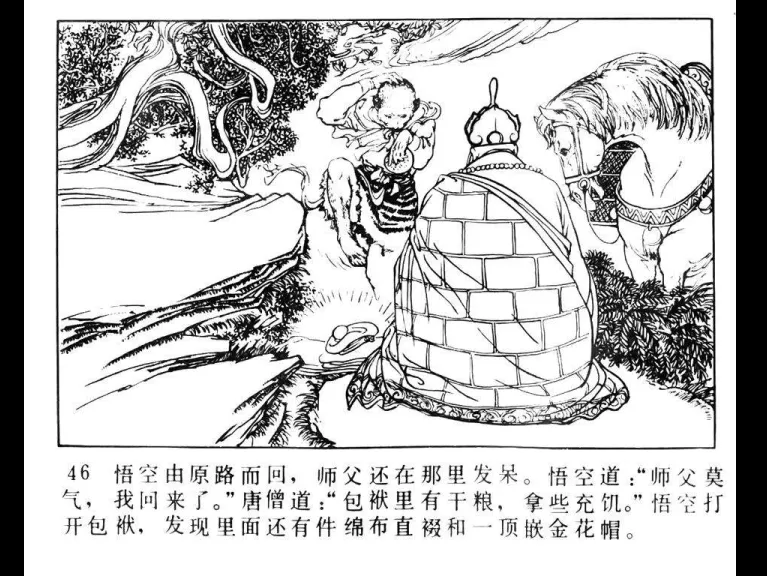 46 悟空由原路而回，师父还在那里发呆。悟空道：“师父莫
气，我回来了。”唐僧道：“包袱里有干粮，拿些充饥。”悟空打
开包袱，发现里面还有件绵布直裰和一顶嵌金花帽。